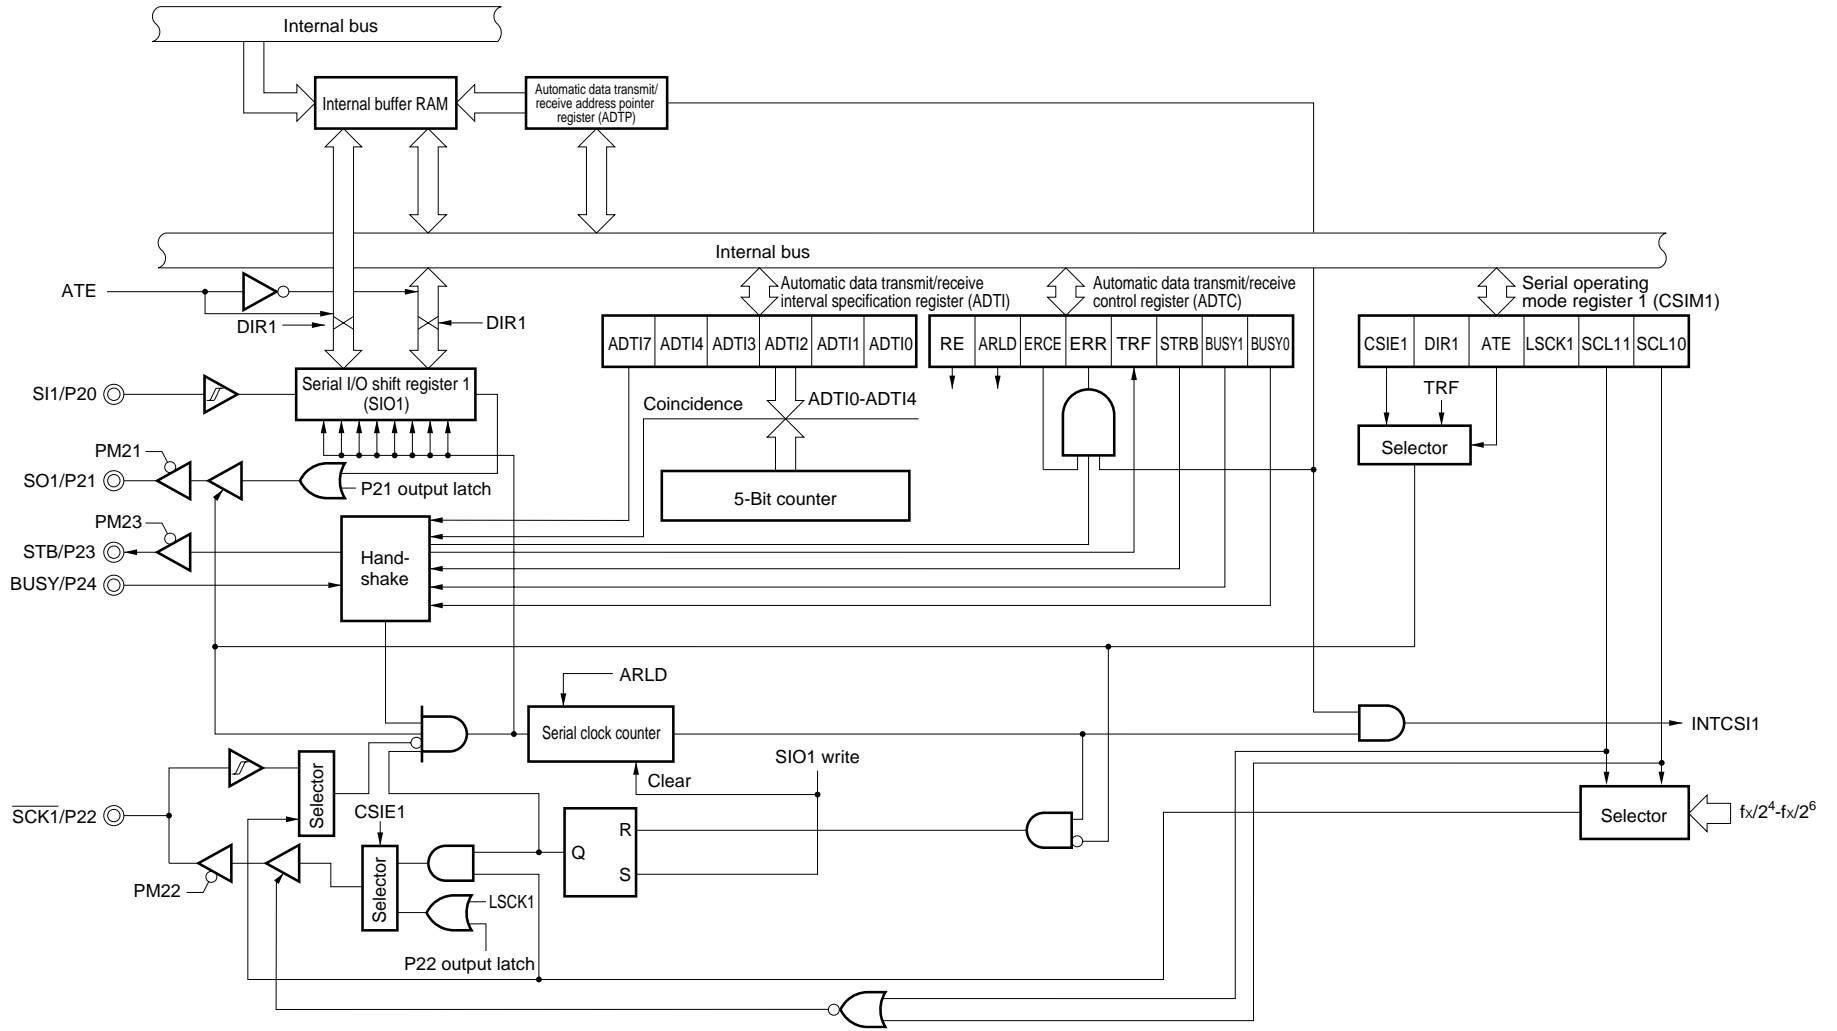 Internal bus
Internal buffer RAM
Automatic data transmit/
receive address pointer
register (ADTP)
Internal bus
ATE
DIR1
DIR1
Automatic data transmit/receive
interval specification register (ADTI)
Automatic data transmit/receive
control register (ADTC)
Serial operating
mode register 1 (CSIM1)
ADTI7 ADTI4 ADTI3 ADTI2 ADTI1 ADTI0
RE ARLD ERCE ERR TRF STRB BUSY1 BUSY0
CSIE1 DIR1 ATE LSCK1 SCL11 SCL10
SI1/P20
Serial I/O shift register 1
(SIO1)
Coincidence
ADTI0-ADTI4
TRF
Selector
PM21
SO1/P21
P21 output latch
5-Bit counter
PM23
STB/P23
BUSY/P24
Hand-
shake
ARLD
Serial clock counter
INTCSI1
SIO1 write
Clear
SCK1/P22
Selector
CSIE1
Selector
fx/2⁴-fx/2⁶
R
Q
S
PM22
Selector
LSCK1
P22 output latch